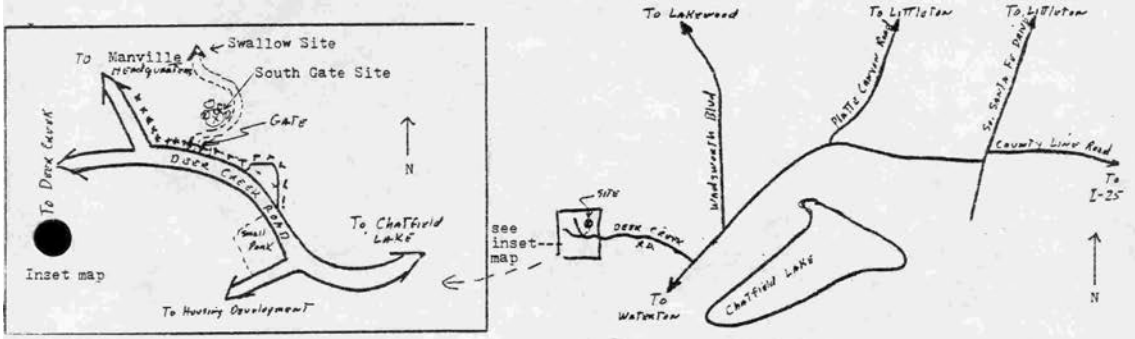 To Manville
HEADQUARTERS
Swallow Site
South Gate Site
GATE
N
To DEER CREEK
DEER CREEK ROAD
Small
PARK
To CHATFIELD
LAKE
Inset map
To Housing Development
see
inset
map
To LAKEWOOD
To LITTLETON
To LITTLETON
WADSWORTH Blvd
PLATTE CANYON ROAD
So. SANTA FE DRIVE
COUNTY LINE ROAD
To
I-25
SITE
DEER CREEK
RD.
To
WATERTON
CHATFIELD LAKE
N